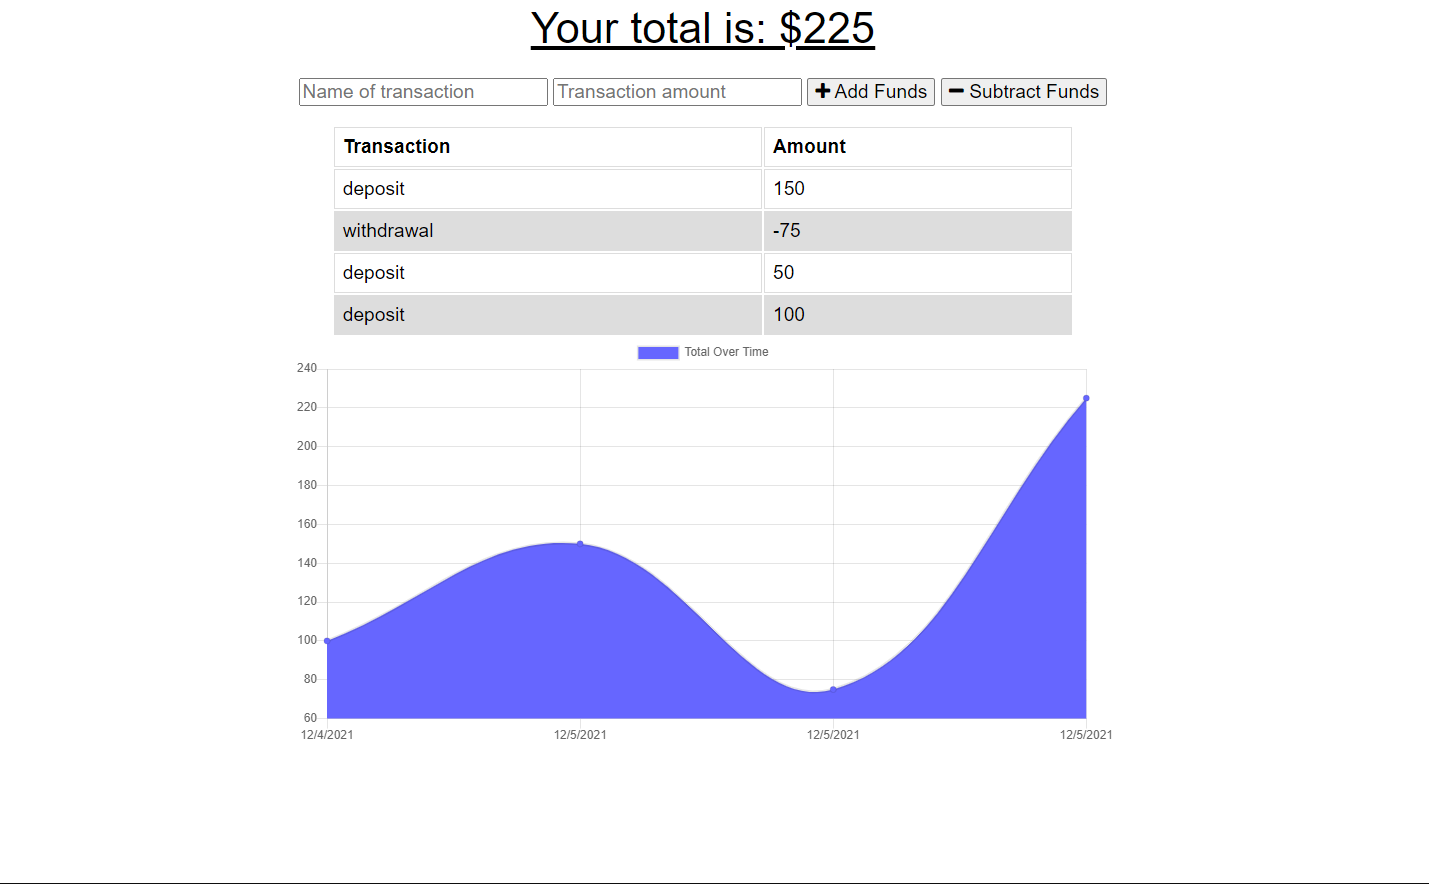 Your total is: $225
Name of transaction Transaction amount Add Funds Subtract Funds
Transaction Amount
deposit 150
withdrawal -75
deposit 50
deposit 100
Total Over Time
240
220
200
180
160
140
120
100
80
60
12/4/2021 12/5/2021 12/5/2021 12/5/2021